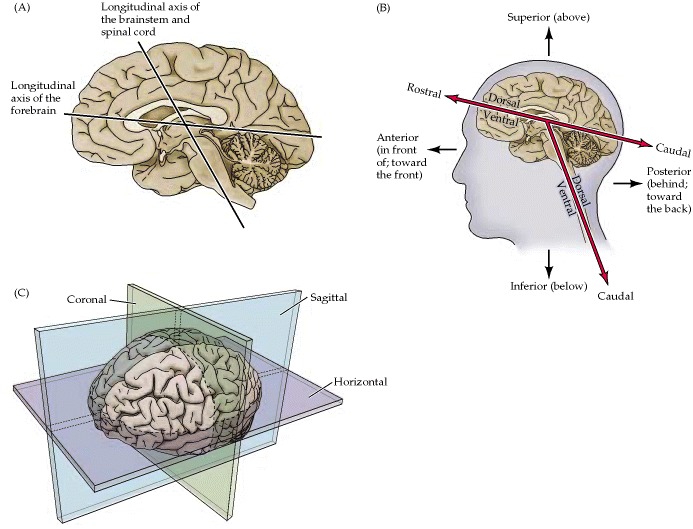 (A)
Longitudinal axis of
the brainstem and
spinal cord
Longitudinal
axis of the
forebrain
(B)
Superior (above)
Rostral
Dorsal
Ventral
Caudal
Anterior
(in front
of; toward
the front)
Posterior
(behind;
toward
the back)
Dorsal
Ventral
Inferior (below)
Caudal
(C)
Coronal
Sagittal
Horizontal